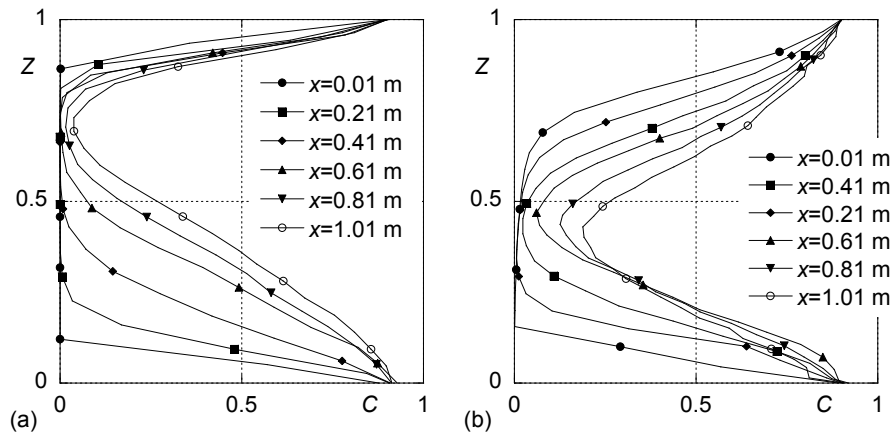 1
Z
0.5
0
0
0.5
C
1
x=0.01 m
x=0.21 m
x=0.41 m
x=0.61 m
x=0.81 m
x=1.01 m
(a)
1
Z
0.5
0
0
0.5
C
1
x=0.01 m
x=0.41 m
x=0.21 m
x=0.61 m
x=0.81 m
x=1.01 m
(b)